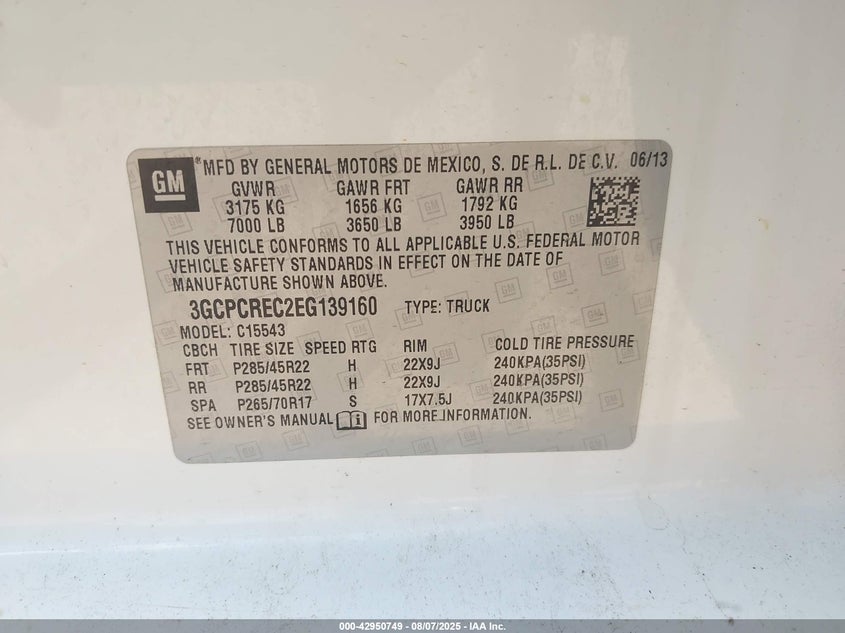 GM
*MFD BY GENERAL MOTORS DE MEXICO, S. DE R.L. DE C.V. 06/13
GVWR GAWR FRT GAWR RR
3175 KG 1656 KG 1792 KG
7000 LB 3650 LB 3950 LB
THIS VEHICLE CONFORMS TO ALL APPLICABLE U.S. FEDERAL MOTOR
VEHICLE SAFETY STANDARDS IN EFFECT ON THE DATE OF
MANUFACTURE SHOWN ABOVE.
3GCPCREC2EG139160 TYPE: TRUCK
MODEL: C15543
CBCH TIRE SIZE SPEED RTG RIM COLD TIRE PRESSURE
FRT P285/45R22 H 22X9J 240KPA(35PSI)
RR P285/45R22 H 22X9J 240KPA(35PSI)
SPA P265/70R17 S 17X7.5J 240KPA(35PSI)
SEE OWNER'S MANUAL FOR MORE INFORMATION.
000-42950749 — 08/07/2025 — IAA Inc.